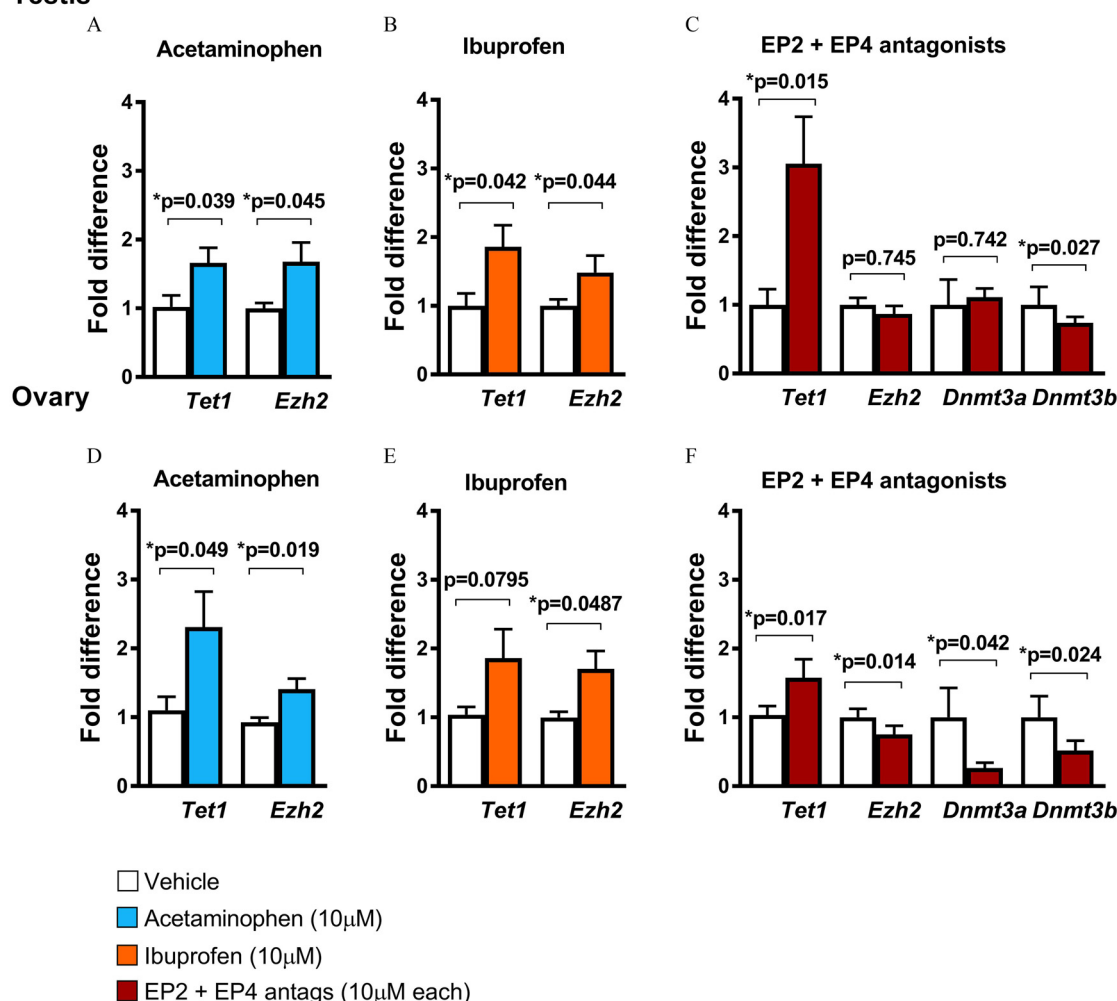 Testis
A
Acetaminophen
Fold difference
4
3
2
1
0
*p=0.039
*p=0.045
Tet1
Ezh2
B
Ibuprofen
Fold difference
4
3
2
1
0
*p=0.042
*p=0.044
Tet1
Ezh2
C
EP2 + EP4 antagonists
Fold difference
4
3
2
1
0
*p=0.015
p=0.745
p=0.742
*p=0.027
Tet1
Ezh2
Dnmt3a
Dnmt3b
Ovary
D
Acetaminophen
Fold difference
4
3
2
1
0
*p=0.049
*p=0.019
Tet1
Ezh2
E
Ibuprofen
Fold difference
4
3
2
1
0
p=0.0795
*p=0.0487
Tet1
Ezh2
F
EP2 + EP4 antagonists
Fold difference
4
3
2
1
0
*p=0.017
*p=0.014
*p=0.042
*p=0.024
Tet1
Ezh2
Dnmt3a
Dnmt3b
Vehicle
Acetaminophen (10µM)
Ibuprofen (10µM)
EP2 + EP4 antags (10µM each)